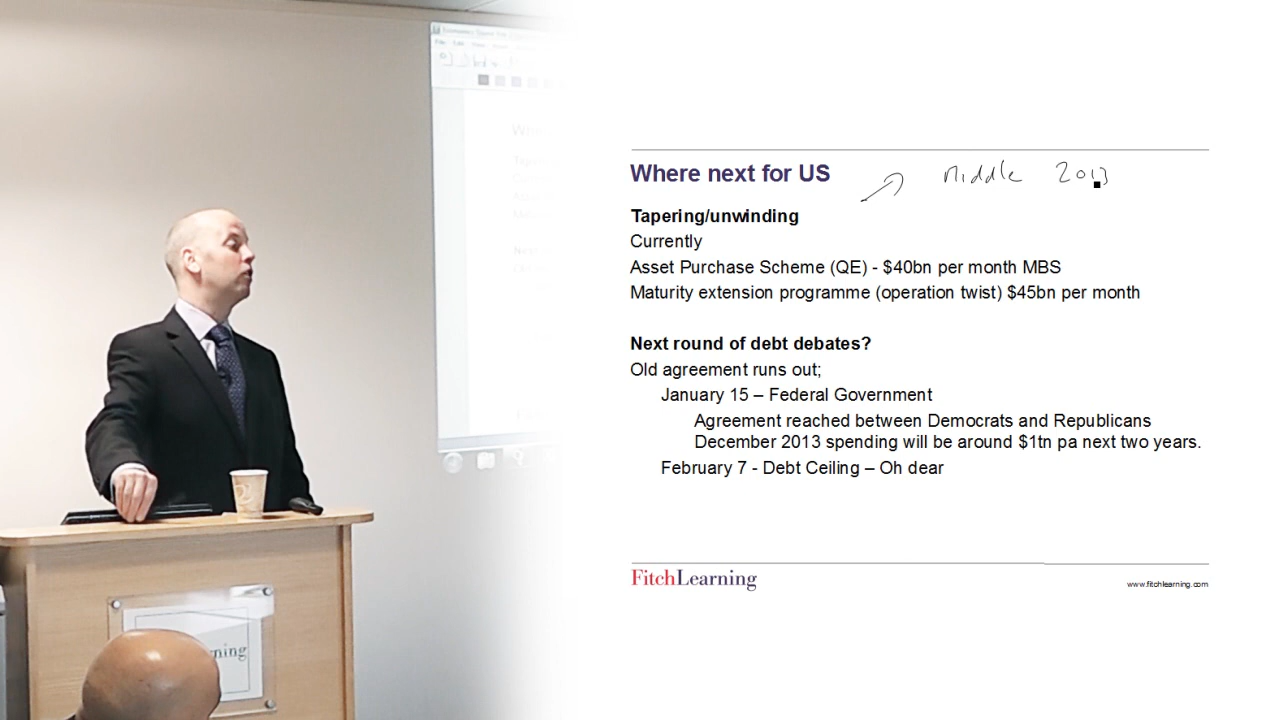 Where next for US
Middle 2013
Tapering/unwinding
Currently
Asset Purchase Scheme (QE) - $40bn per month MBS
Maturity extension programme (operation twist) $45bn per month
Next round of debt debates?
Old agreement runs out;
January 15 – Federal Government
Agreement reached between Democrats and Republicans
December 2013 spending will be around $1tn pa next two years.
February 7 - Debt Ceiling – Oh dear
FitchLearning
www.fitchlearning.com